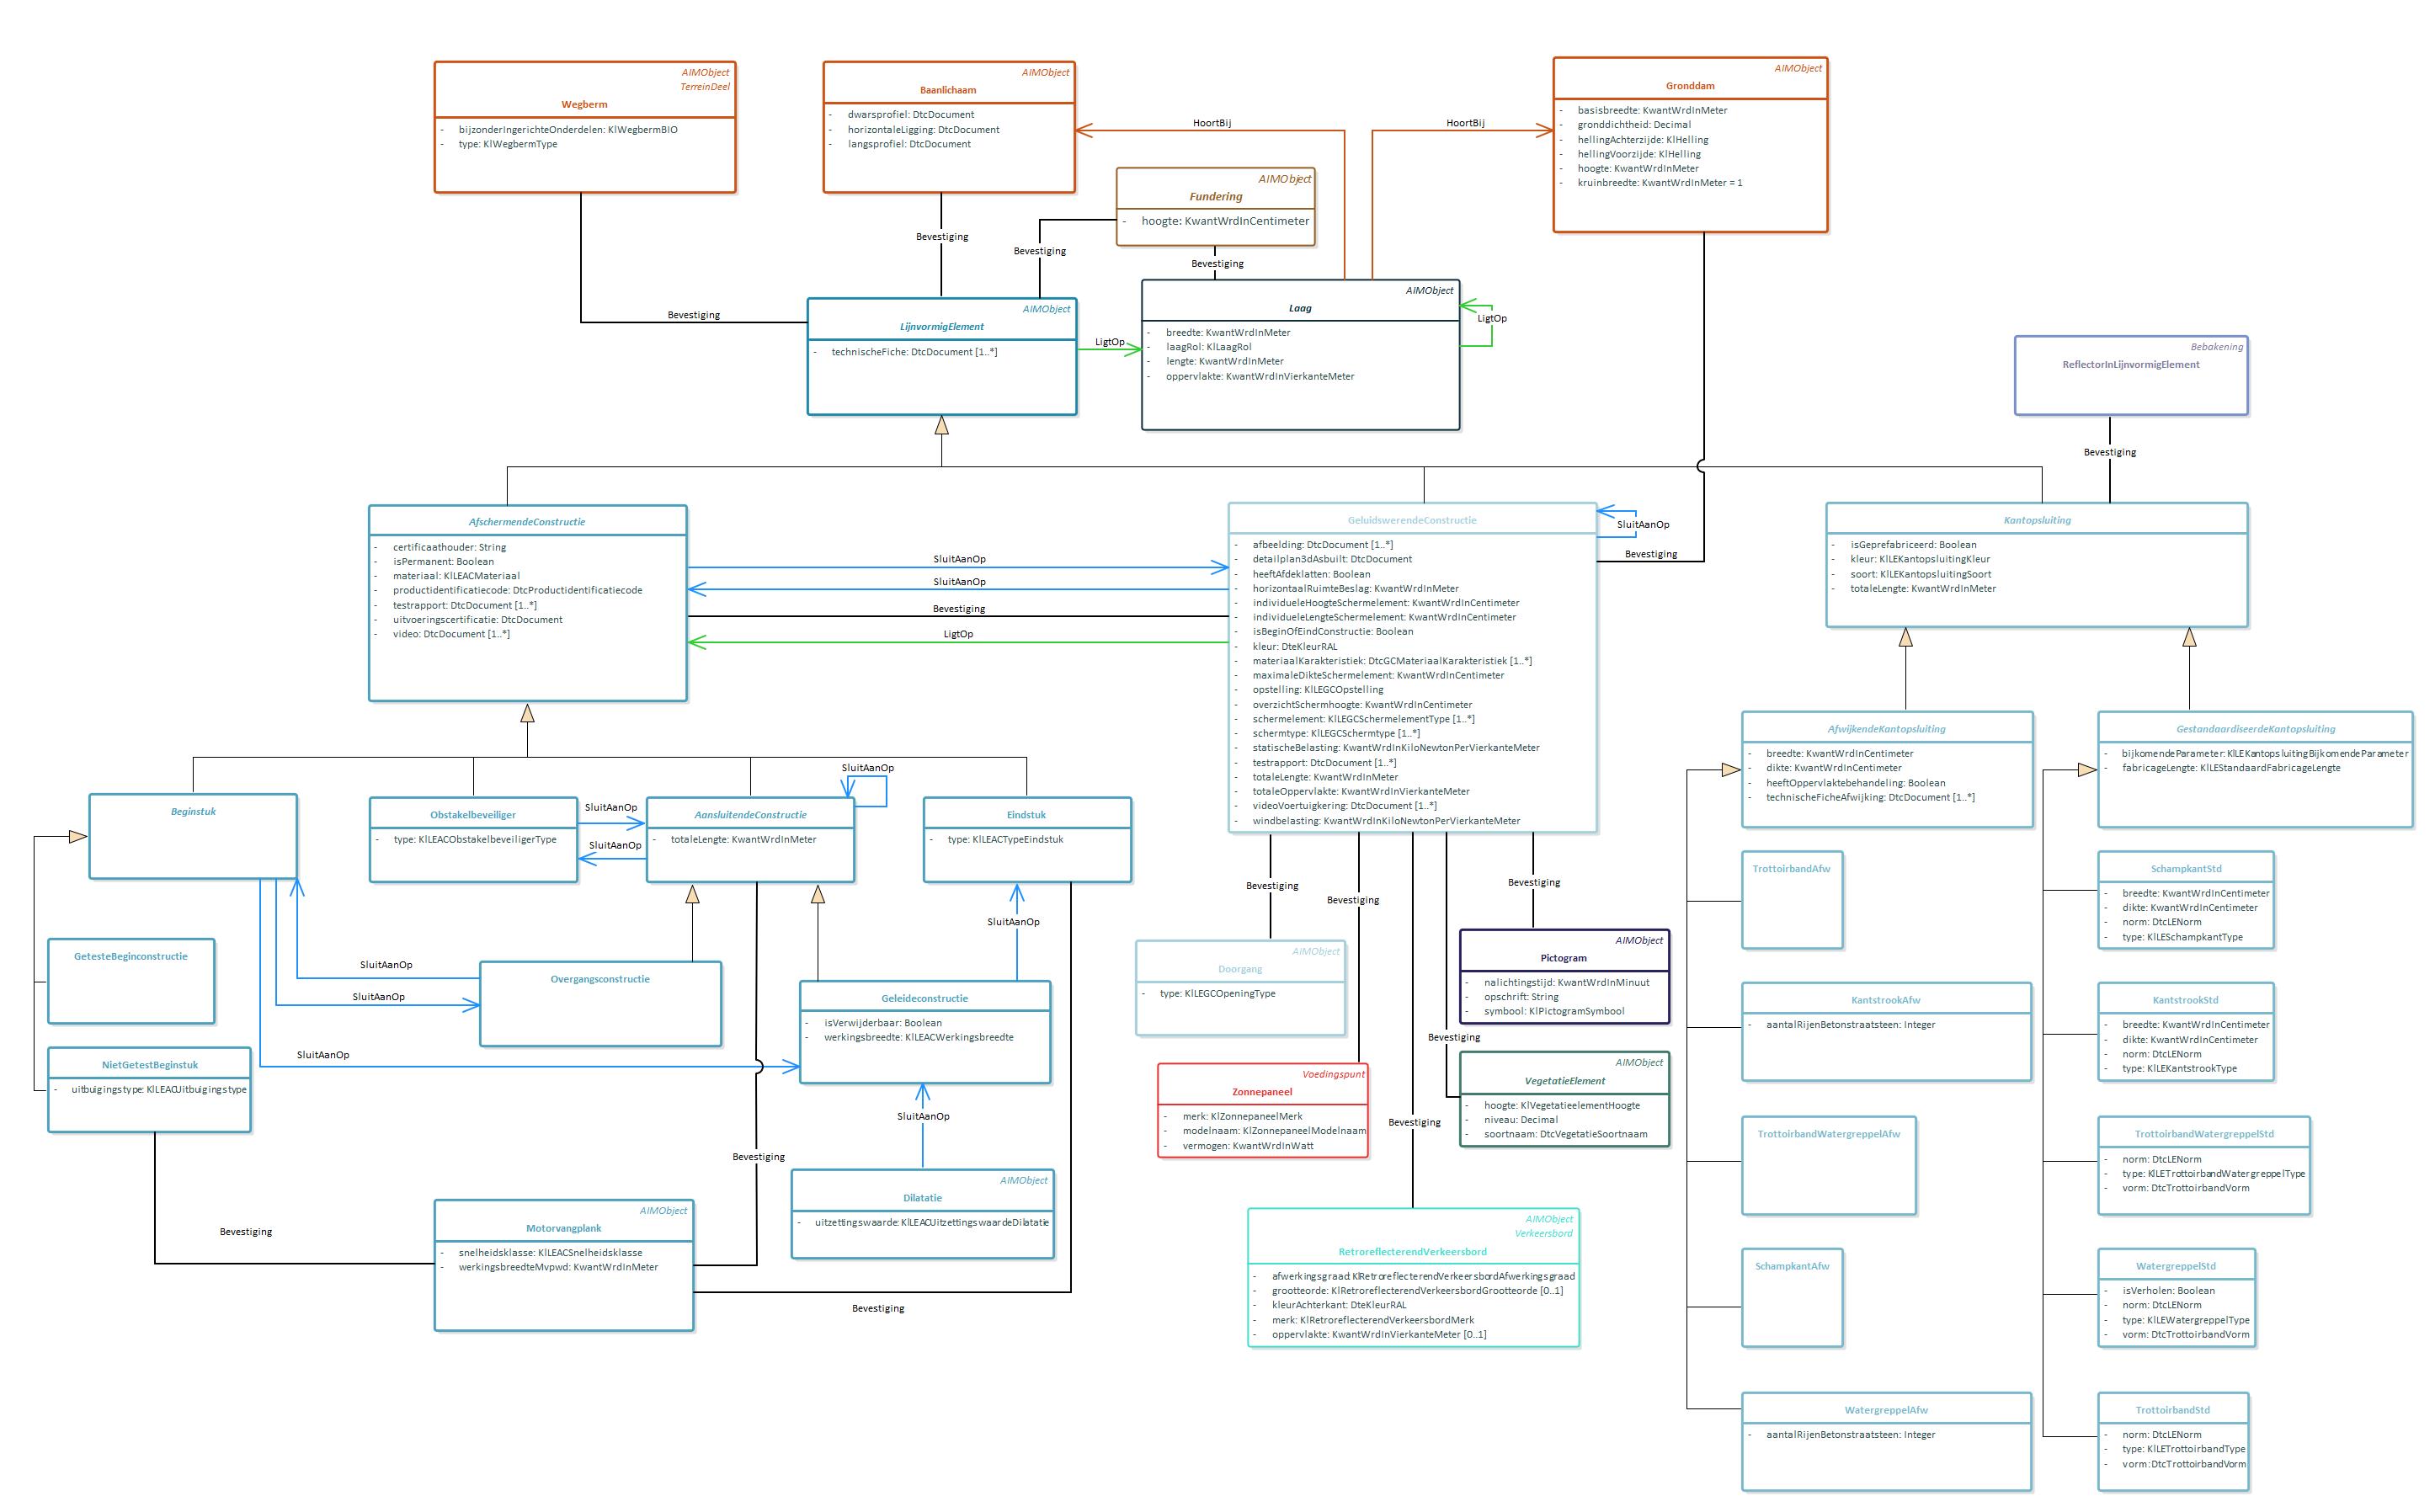 AIMObject
TerreinDeel
Wegberm
- bijzonderIngerichteOnderdelen: KlWegbermBIO
- type: KlWegbermType
AIMObject
Baanlichaam
- dwarsprofiel: DtcDocument
- horizontaleLigging: DtcDocument
- langsprofiel: DtcDocument
AIMObject
Gronddam
- basisbreedte: KwantWrdInMeter
- gronddichtheid: Decimal
- hellingAchterzijde: KlHelling
- hellingVoorzijde: KlHelling
- hoogte: KwantWrdInMeter
- kruinbreedte: KwantWrdInMeter = 1
HoortBij
HoortBij
AIMObject
Fundering
- hoogte: KwantWrdInCentimeter
Bevestiging
Bevestiging
Bevestiging
Bevestiging
AIMObject
LijnvormigElement
- technischeFiche: DtcDocument [1..*]
LigtOp
AIMObject
Laag
- breedte: KwantWrdInMeter
- laagRol: KlLaagRol
- lengte: KwantWrdInMeter
- oppervlakte: KwantWrdInVierkanteMeter
LigtOp
Bebakening
ReflectorInLijnvormigElement
Bevestiging
AfschermendeConstructie
- certificaathouder: String
- isPermanent: Boolean
- materiaal: KlLEACMateriaal
- productidentificatiecode: DtcProductidentificatiecode
- testrapport: DtcDocument [1..*]
- uitvoeringscertificatie: DtcDocument
- video: DtcDocument [1..*]
SluitAanOp
SluitAanOp
Bevestiging
LigtOp
GeluidswerendeConstructie
- afbeelding: DtcDocument [1..*]
- detailplan3dAsbuilt: DtcDocument
- heeftAfdeklatten: Boolean
- horizontaalRuimteBeslag: KwantWrdInMeter
- individueleHoogteSchermelement: KwantWrdInCentimeter
- individueleLengteSchermelement: KwantWrdInCentimeter
- isBeginOfEindConstructie: Boolean
- kleur: DteKleurRAL
- materiaalKarakteristiek: DtcGCMateriaalKarakteristiek [1..*]
- maximaleDikteSchermelement: KwantWrdInCentimeter
- opstelling: KlLEGCOpstelling
- overzichtSchermhoogte: KwantWrdInCentimeter
- schermelement: KlLEGCSchermelementType [1..*]
- schermtype: KlLEGCSchermtype [1..*]
- statischeBelasting: KwantWrdInKiloNewtonPerVierkanteMeter
- testrapport: DtcDocument [1..*]
- totaleLengte: KwantWrdInMeter
- totaleOppervlakte: KwantWrdInVierkanteMeter
- videoVoertuigkering: DtcDocument [1..*]
- windbelasting: KwantWrdInKiloNewtonPerVierkanteMeter
SluitAanOp
Bevestiging
Kantopsluiting
- isGeprefabriceerd: Boolean
- kleur: KlLEKantopsluitingKleur
- soort: KlLEKantopsluitingSoort
- totaleLengte: KwantWrdInMeter
AfwijkendeKantopsluiting
- breedte: KwantWrdInCentimeter
- dikte: KwantWrdInCentimeter
- heeftOppervlaktebehandeling: Boolean
- technischeFicheAfwijking: DtcDocument [1..*]
GestandaardiseerdeKantopsluiting
- bijkomendeParameter: KlLEKantopsluitingBijkomendeParameter
- fabricageLengte: KlLEStandaardFabricageLengte
Beginstuk
Obstakelbeveiliger
- type: KlLEACObstakelbeveiligerType
SluitAanOp
SluitAanOp
SluitAanOp
AansluitendeConstructie
- totaleLengte: KwantWrdInMeter
Eindstuk
- type: KlLEACTypeEindstuk
SluitAanOp
GetesteBeginconstructie
SluitAanOp
SluitAanOp
SluitAanOp
Overgangsconstructie
Geleideconstructie
- isVerwijderbaar: Boolean
- werkingsbreedte: KlLEACWerkingsbreedte
NietGetestBeginstuk
- uitbuigingstype: KlLEACUitbuigingstype
SluitAanOp
Bevestiging
AIMObject
Dilatatie
- uitzettingswaarde: KlLEACUitzettingswaardeDilatatie
Bevestiging
AIMObject
Motorvangplank
- snelheidsklasse: KlLEACSnelheidsklasse
- werkingsbreedteMvpwd: KwantWrdInMeter
Bevestiging
Bevestiging
Bevestiging
Bevestiging
Bevestiging
Bevestiging
AIMObject
Doorgang
- type: KlLEGCOpeningType
AIMObject
Pictogram
- nalichtingstijd: KwantWrdInMinuut
- opschrift: String
- symbool: KlPictogramSymbool
Voedingspunt
Zonnepaneel
- merk: KlZonnepaneelMerk
- modelnaam: KlZonnepaneelModelnaam
- vermogen: KwantWrdInWatt
AIMObject
VegetatieElement
- hoogte: KlVegetatieelementHoogte
- niveau: Decimal
- soortnaam: DtcVegetatieSoortnaam
AIMObject
Verkeersbord
RetroreflecterendVerkeersbord
- afwerkingsgraad: KlRetroreflecterendVerkeersbordAfwerkingsgraad
- grootteorde: KlRetroreflecterendVerkeersbordGrootteorde [0..1]
- kleurAchterkant: DteKleurRAL
- merk: KlRetroreflecterendVerkeersbordMerk
- oppervlakte: KwantWrdInVierkanteMeter [0..1]
TrottoirbandAfw
KantstrookAfw
- aantalRijenBetonstraatsteen: Integer
TrottoirbandWatergreppelAfw
SchampkantAfw
WatergreppelAfw
- aantalRijenBetonstraatsteen: Integer
SchampkantStd
- breedte: KwantWrdInCentimeter
- dikte: KwantWrdInCentimeter
- norm: DtcLENorm
- type: KlLESchampkantType
KantstrookStd
- breedte: KwantWrdInCentimeter
- dikte: KwantWrdInCentimeter
- norm: DtcLENorm
- type: KlLEKantstrookType
TrottoirbandWatergreppelStd
- norm: DtcLENorm
- type: KlLETrottoirbandWatergreppelType
- vorm: DtcTrottoirbandVorm
WatergreppelStd
- isVerholen: Boolean
- norm: DtcLENorm
- type: KlLEWatergreppelType
- vorm: DtcTrottoirbandVorm
TrottoirbandStd
- norm: DtcLENorm
- type: KlLETrottoirbandType
- vorm: DtcTrottoirbandVorm